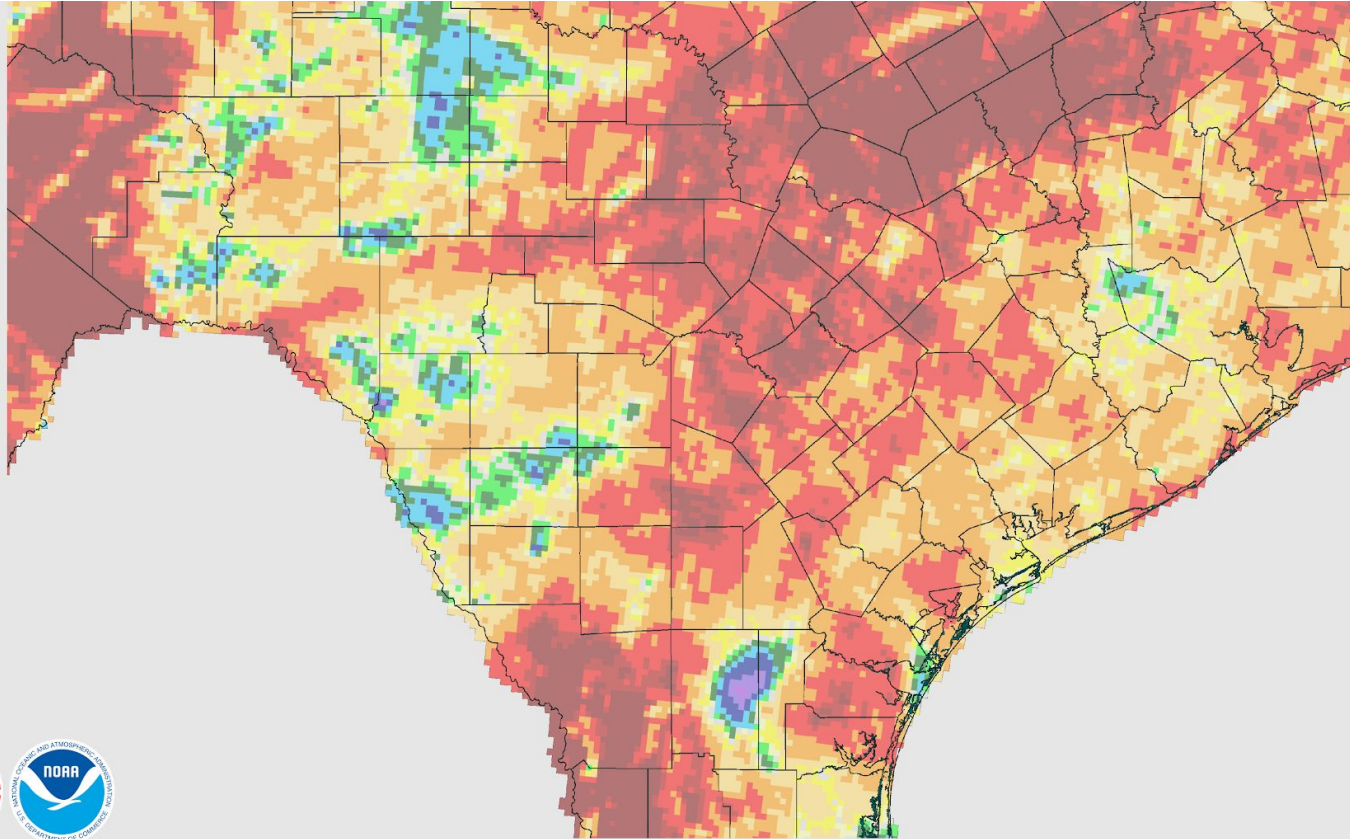 NATIONAL OCEANIC AND ATMOSPHERIC ADMINISTRATION
NOAA
U.S. DEPARTMENT OF COMMERCE